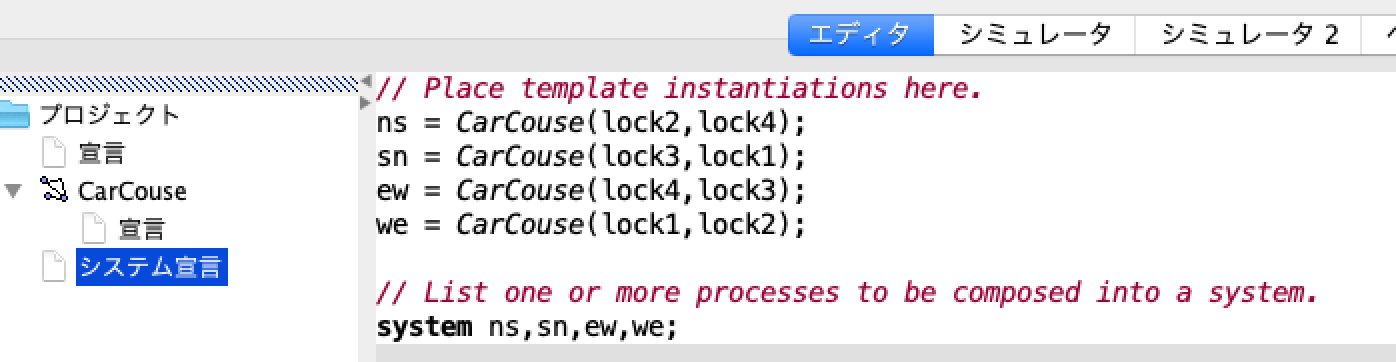 エディタ シミュレータ シミュレータ 2
プロジェクト
宣言
CarCouse
宣言
システム宣言
// Place template instantiations here.
ns = CarCouse(lock2,lock4);
sn = CarCouse(lock3,lock1);
ew = CarCouse(lock4,lock3);
we = CarCouse(lock1,lock2);
// List one or more processes to be composed into a system.
system ns,sn,ew,we;